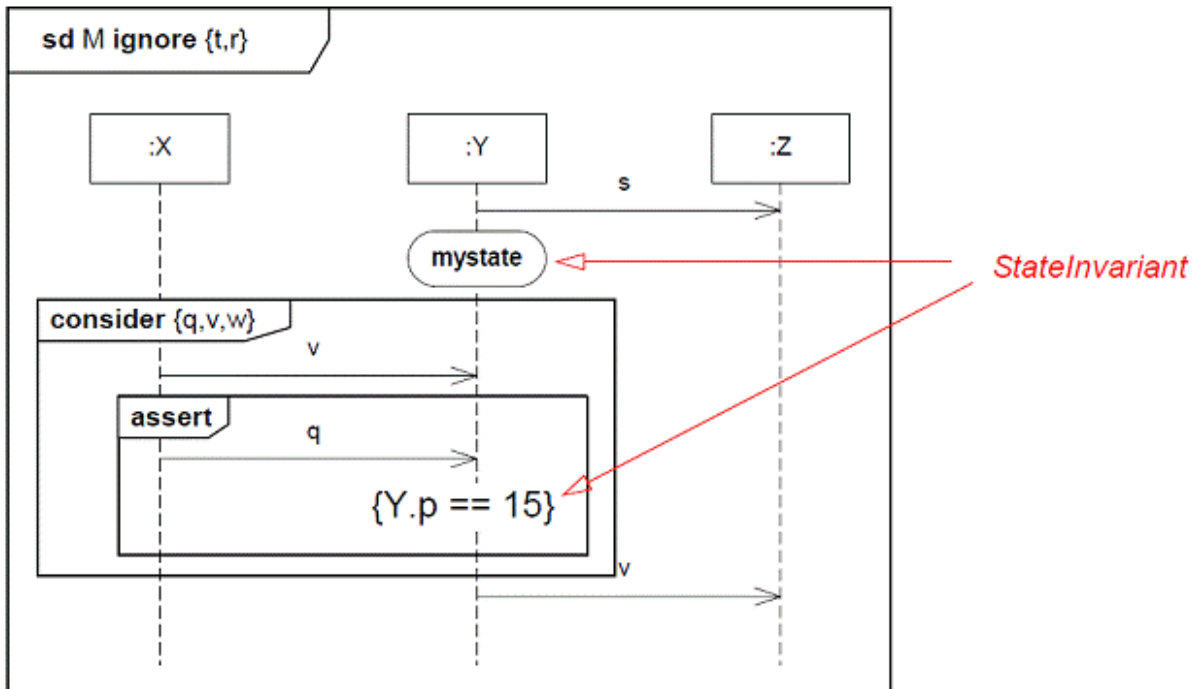 sd M ignore {t,r}
:X
:Y
:Z
s
mystate
StateInvariant
consider {q,v,w}
v
assert
q
{Y.p == 15}
v